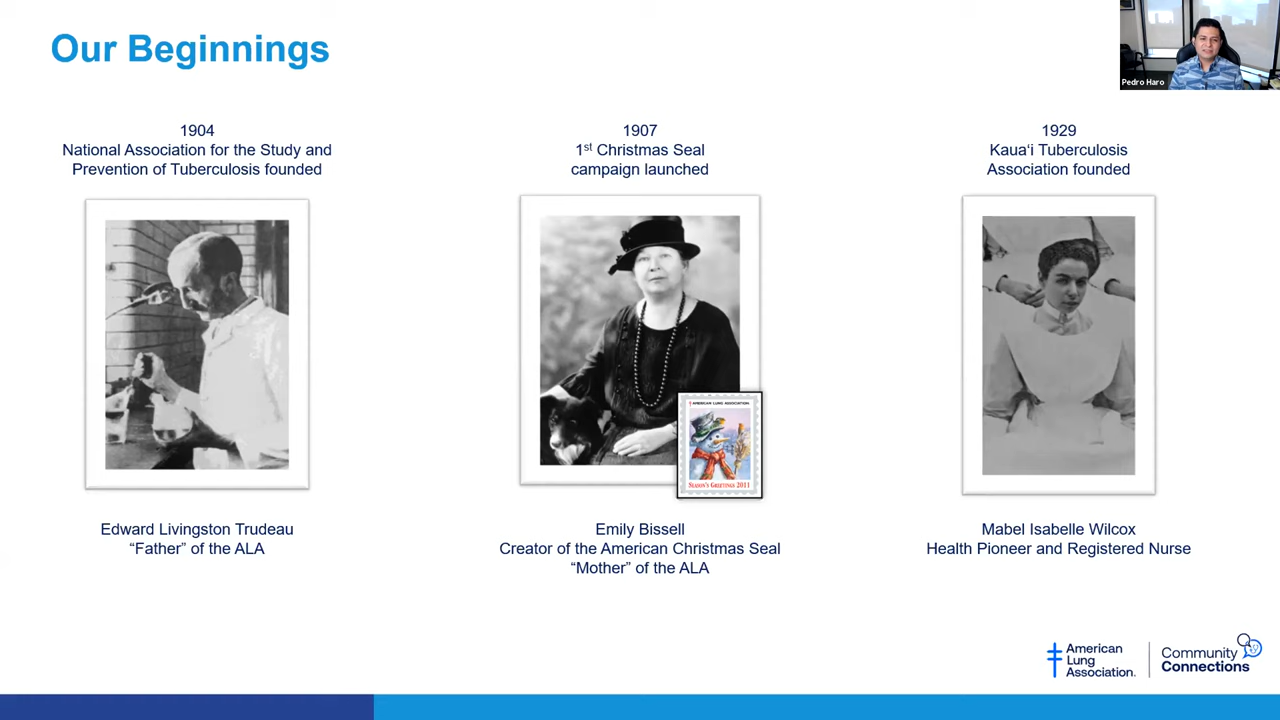 Our Beginnings
Pedro Haro
1904
National Association for the Study and
Prevention of Tuberculosis founded
1907
1st Christmas Seal
campaign launched
1929
Kauaʻi Tuberculosis
Association founded
AMERICAN LUNG ASSOCIATION
SEASON'S GREETINGS 2011
Edward Livingston Trudeau
“Father” of the ALA
Emily Bissell
Creator of the American Christmas Seal
“Mother” of the ALA
Mabel Isabelle Wilcox
Health Pioneer and Registered Nurse
American
Lung
Association.
Community
Connections